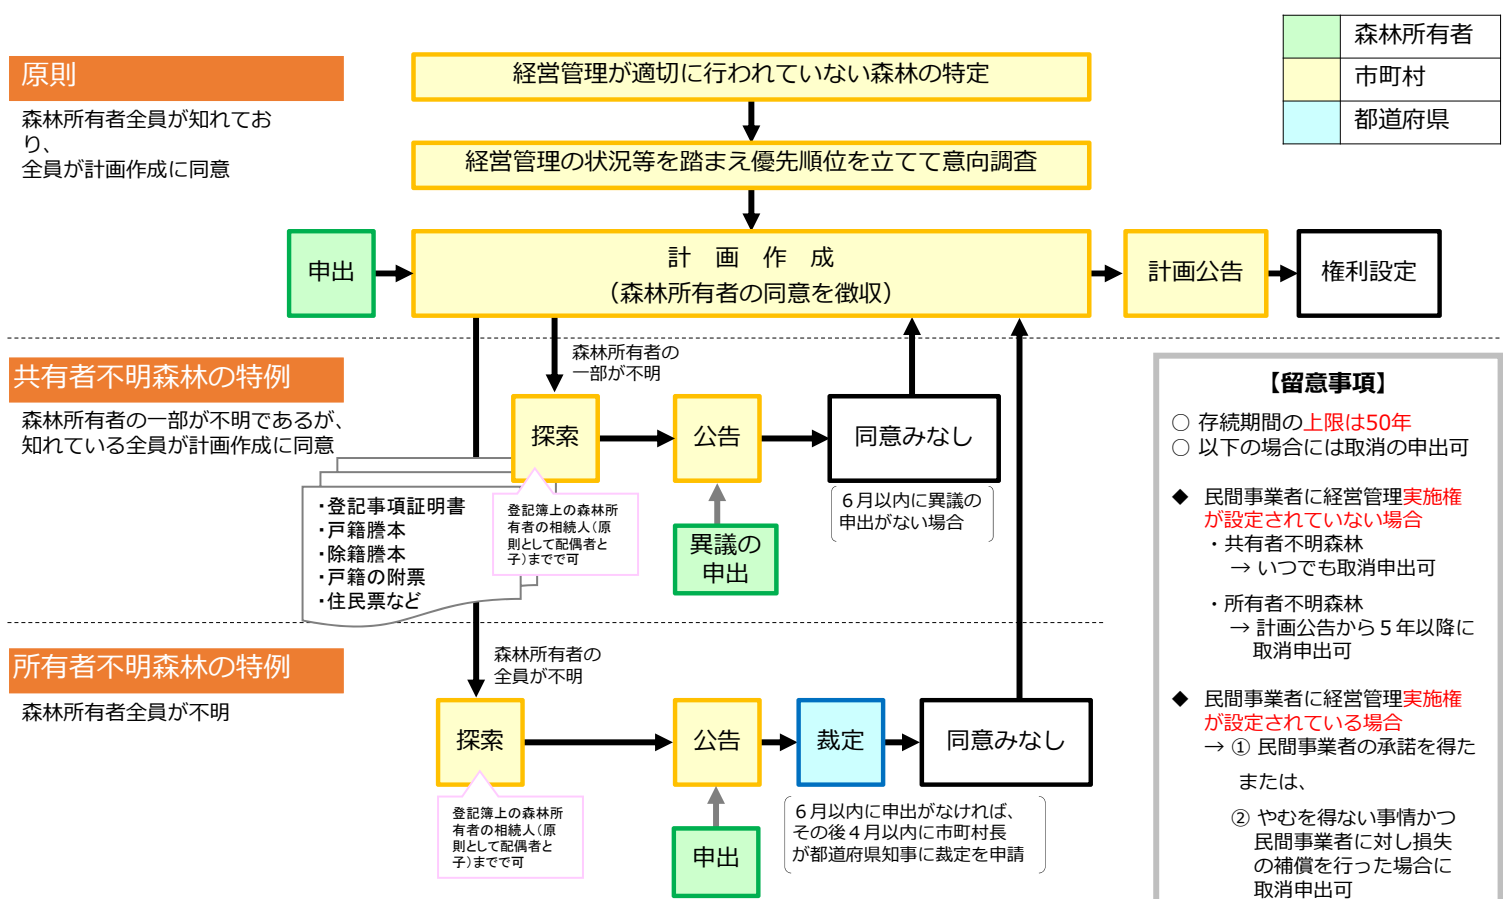 森林所有者
市町村
都道府県
原則
森林所有者全員が知れてお
り、
全員が計画作成に同意
経営管理が適切に行われていない森林の特定
経営管理の状況等を踏まえ優先順位を立てて意向調査
申出
計　画　作　成
（森林所有者の同意を徴収）
計画公告
権利設定
共有者不明森林の特例
森林所有者の一部が不明であるが、
知れている全員が計画作成に同意
森林所有者の
一部が不明
探索
公告
同意みなし
・登記事項証明書
・戸籍謄本
・除籍謄本
・戸籍の附票
・住民票など
登記簿上の森林所
有者の相続人（原
則として配偶者と
子）までで可
異議の
申出
６月以内に異議の
申出がない場合
所有者不明森林の特例
森林所有者全員が不明
森林所有者の
全員が不明
探索
公告
裁定
同意みなし
登記簿上の森林所
有者の相続人（原
則として配偶者と
子）までで可
申出
６月以内に申出がなければ、
その後４月以内に市町村長
が都道府県知事に裁定を申請
【留意事項】
○ 存続期間の上限は50年
○ 以下の場合には取消の申出可
◆ 民間事業者に経営管理実施権
が設定されていない場合
・共有者不明森林
→ いつでも取消申出可
・所有者不明森林
→ 計画公告から５年以降に
取消申出可
◆ 民間事業者に経営管理実施権
が設定されている場合
→ ① 民間事業者の承諾を得た
または、
② やむを得ない事情かつ
民間事業者に対し損失
の補償を行った場合に
取消申出可